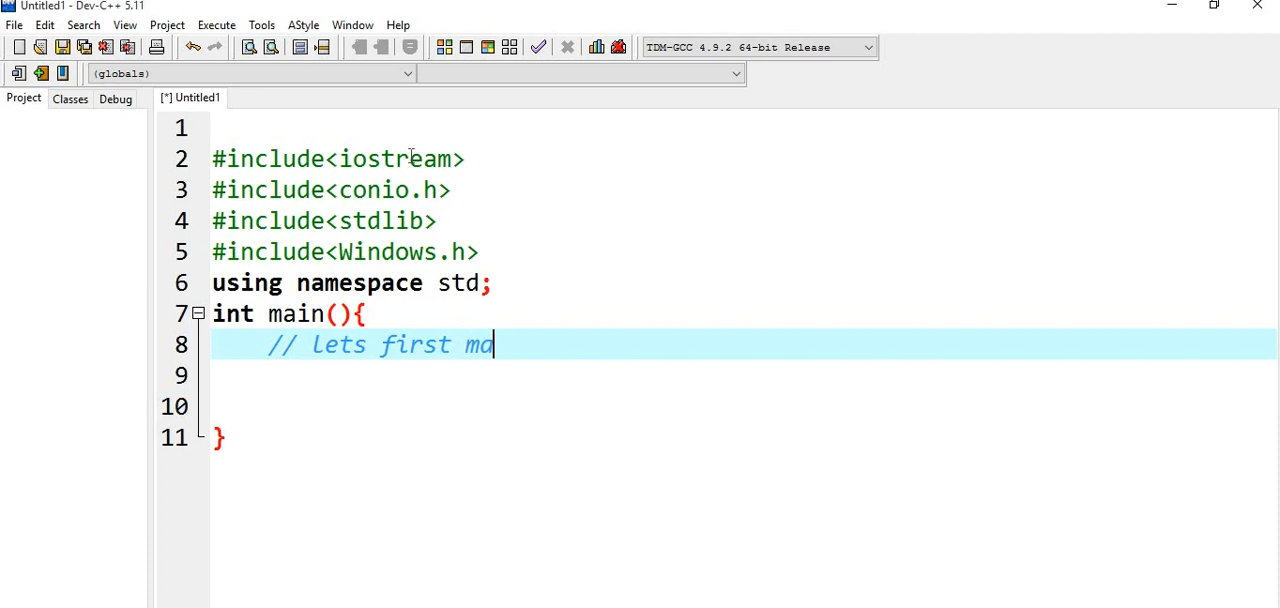 Untitled1 - Dev-C++ 5.11
File Edit Search View Project Execute Tools AStyle Window Help
TDM-GCC 4.9.2 64-bit Release
(globals)
Project Classes Debug [*] Untitled1
1
2 #include<iostream>
3 #include<conio.h>
4 #include<stdlib>
5 #include<Windows.h>
6 using namespace std;
7 int main(){
8 // lets first ma
9
10
11 }